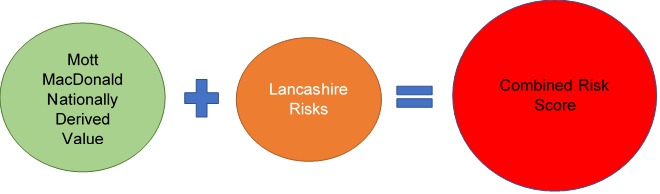 Mott
MacDonald
Nationally
Derived
Value
Lancashire
Risks
Combined Risk
Score